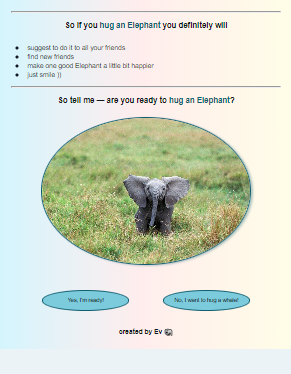 So if you hug an Elephant you definitely will
suggest to do it to all your friends
find new friends
make one good Elephant a little bit happier
just smile ))
So tell me — are you ready to hug an Elephant?
Yes, I'm ready!
No, I want to hug a whale!
created by Ev